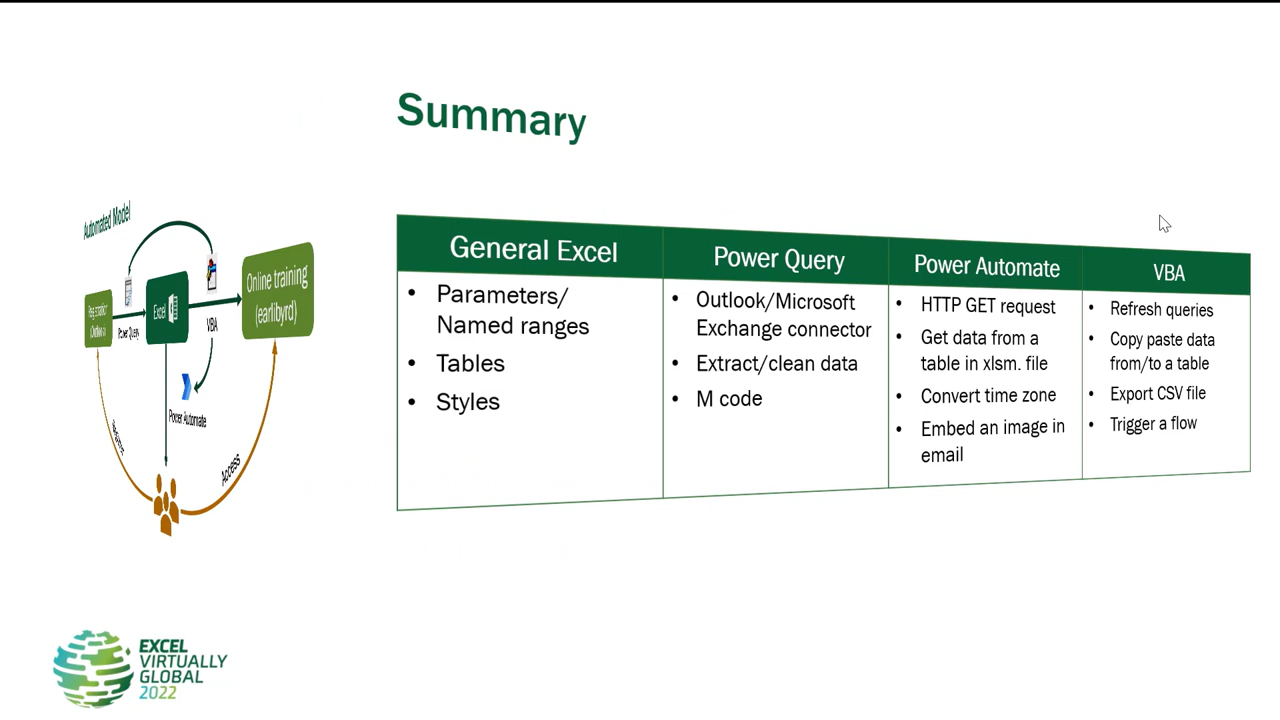 Summary
Automated Model
Online training
(earlibyrd)
Excel
Power Query
VBA
Power Automate
Access
General Excel
• Parameters/
Named ranges
• Tables
• Styles
Power Query
• Outlook/Microsoft
Exchange connector
• Extract/clean data
• M code
Power Automate
• HTTP GET request
• Get data from a
table in xlsm. file
• Convert time zone
• Embed an image in
email
VBA
• Refresh queries
• Copy paste data
from/to a table
• Export CSV file
• Trigger a flow
EXCEL
VIRTUALLY
GLOBAL
2022